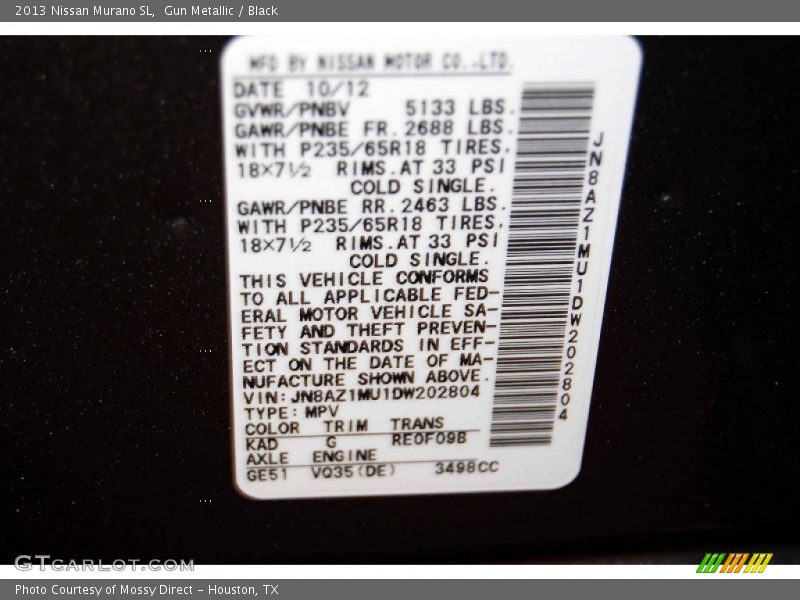 2013 Nissan Murano SL,  Gun Metallic / Black
MFD BY NISSAN MOTOR CO.,LTD.
DATE 10/12
GVWR/PNBV 5133 LBS.
GAWR/PNBE FR. 2688 LBS.
WITH P235/65R18 TIRES,
18×7½ RIMS.AT 33 PSI
COLD SINGLE.
GAWR/PNBE RR. 2463 LBS.
WITH P235/65R18 TIRES,
18×7½ RIMS.AT 33 PSI
COLD SINGLE.
THIS VEHICLE CONFORMS
TO ALL APPLICABLE FED-
ERAL MOTOR VEHICLE SA-
FETY AND THEFT PREVEN-
TION STANDARDS IN EFF-
ECT ON THE DATE OF MA-
NUFACTURE SHOWN ABOVE.
VIN:JN8AZ1MU1DW202804
TYPE:MPV
COLOR TRIM TRANS
KAD G RE0F09B
AXLE ENGINE
GE51 VQ35(DE) 3498CC
JN8AZ1MU1DW202804
GTCARLOT.COM
Photo Courtesy of Mossy Direct – Houston, TX